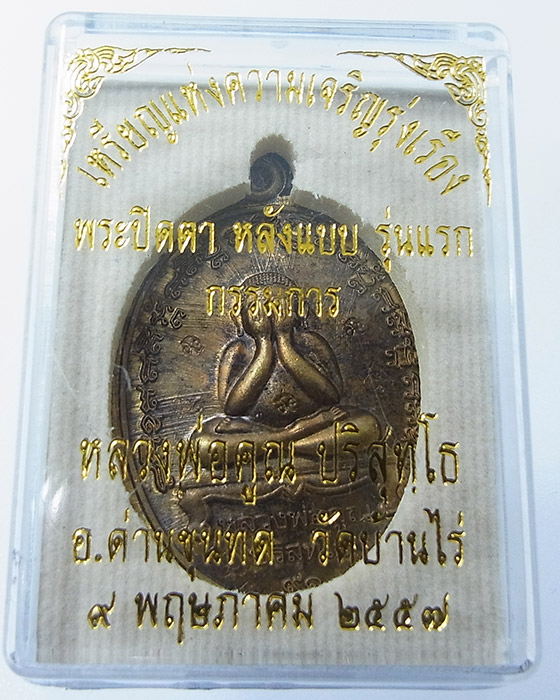 เหรียญแห่งความเจริญรุ่งเรือง
พระปิดตา หลังแบบ รุ่นแรก
กรรมการ
หลวงพ่อคูณ ปริสุทฺโธ
อ.ด่านขุนทด วัดบ้านไร่
๙ พฤษภาคม ๒๕๕๗